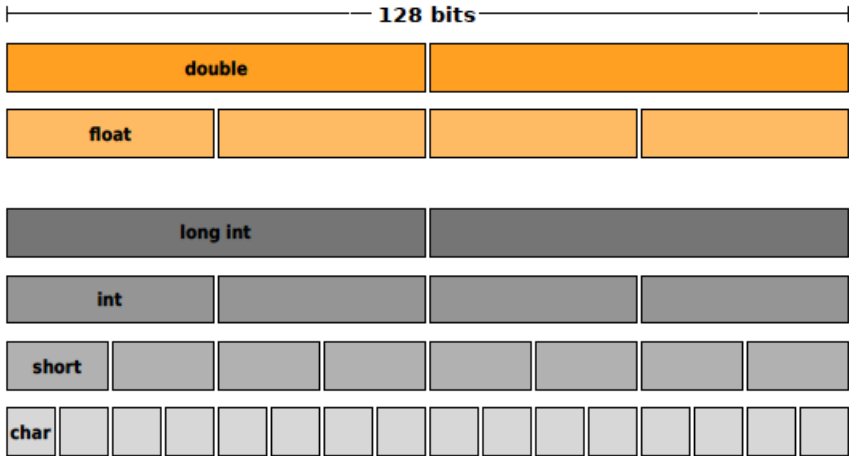 128 bits
double
float
long int
int
short
char